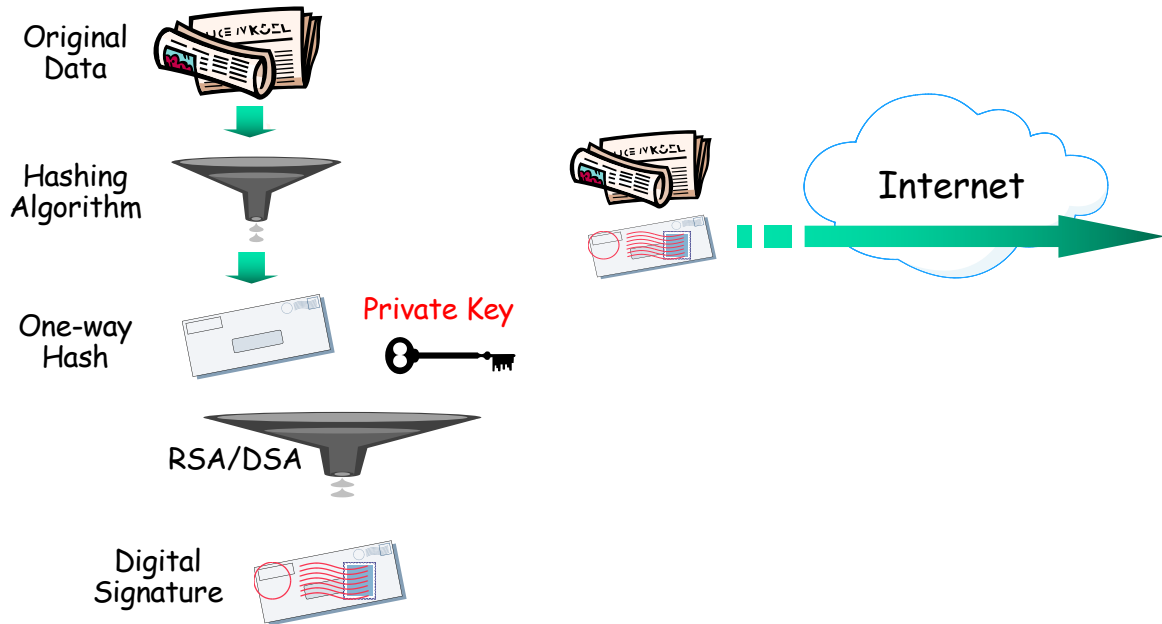 Original
Data
Hashing
Algorithm
One-way
Hash
Private Key
RSA/DSA
Digital
Signature
Internet